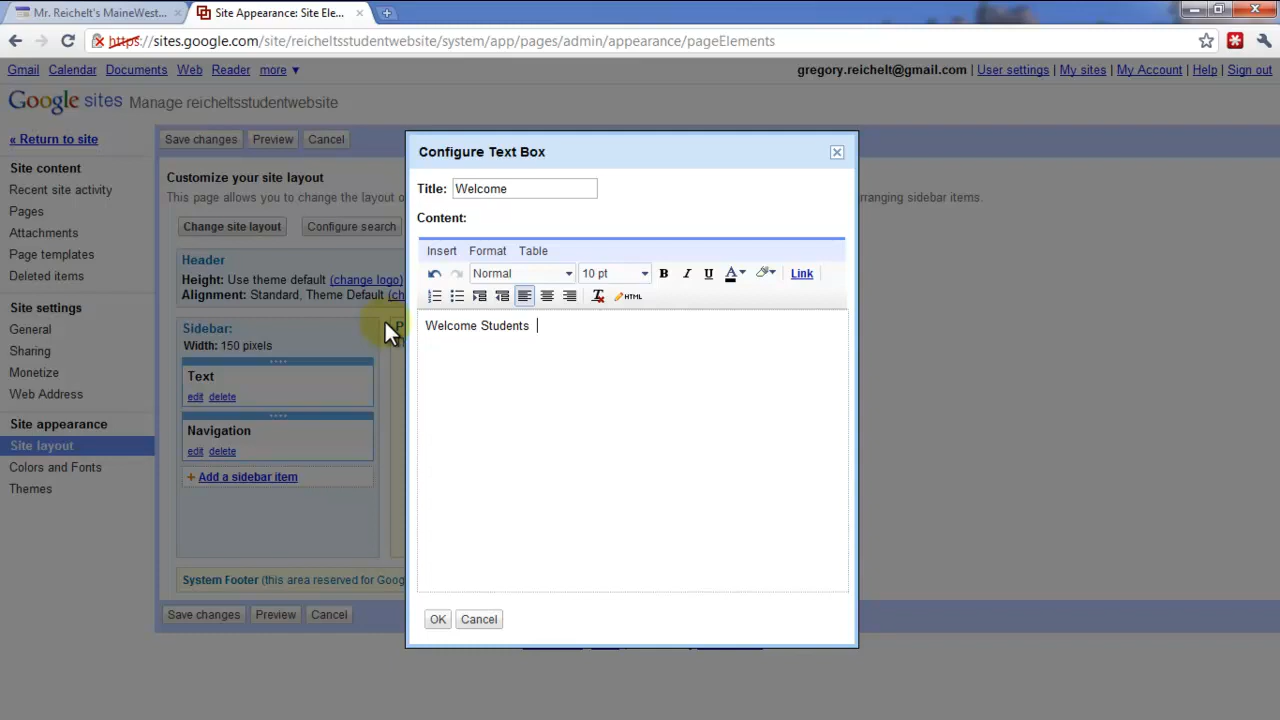 Mr. Reichelt's MaineWest...
Site Appearance: Site Ele...
https://sites.google.com/site/reicheltsstudentwebsite/system/app/pages/admin/appearance/pageElements
Gmail Calendar Documents Web Reader more ▼
gregory.reichelt@gmail.com | User settings | My sites | My Account | Help | Sign out
Google sites Manage reicheltsstudentwebsite
« Return to site
Site content
Recent site activity
Pages
Attachments
Page templates
Deleted items
Site settings
General
Sharing
Monetize
Web Address
Site appearance
Site layout
Colors and Fonts
Themes
Save changes Preview Cancel
Customize your site layout
This page allows you to change the layout o
rranging sidebar items.
Change site layout Configure search
Header
Height: Use theme default (change logo)
Alignment: Standard, Theme Default (ch
Sidebar:
Width: 150 pixels
Text
edit delete
Navigation
edit delete
+ Add a sidebar item
System Footer (this area reserved for Goog
Save changes Preview Cancel
Configure Text Box
Title: Welcome
Content:
Insert Format Table
Normal 10 pt B I U A Link
HTML
Welcome Students
OK Cancel